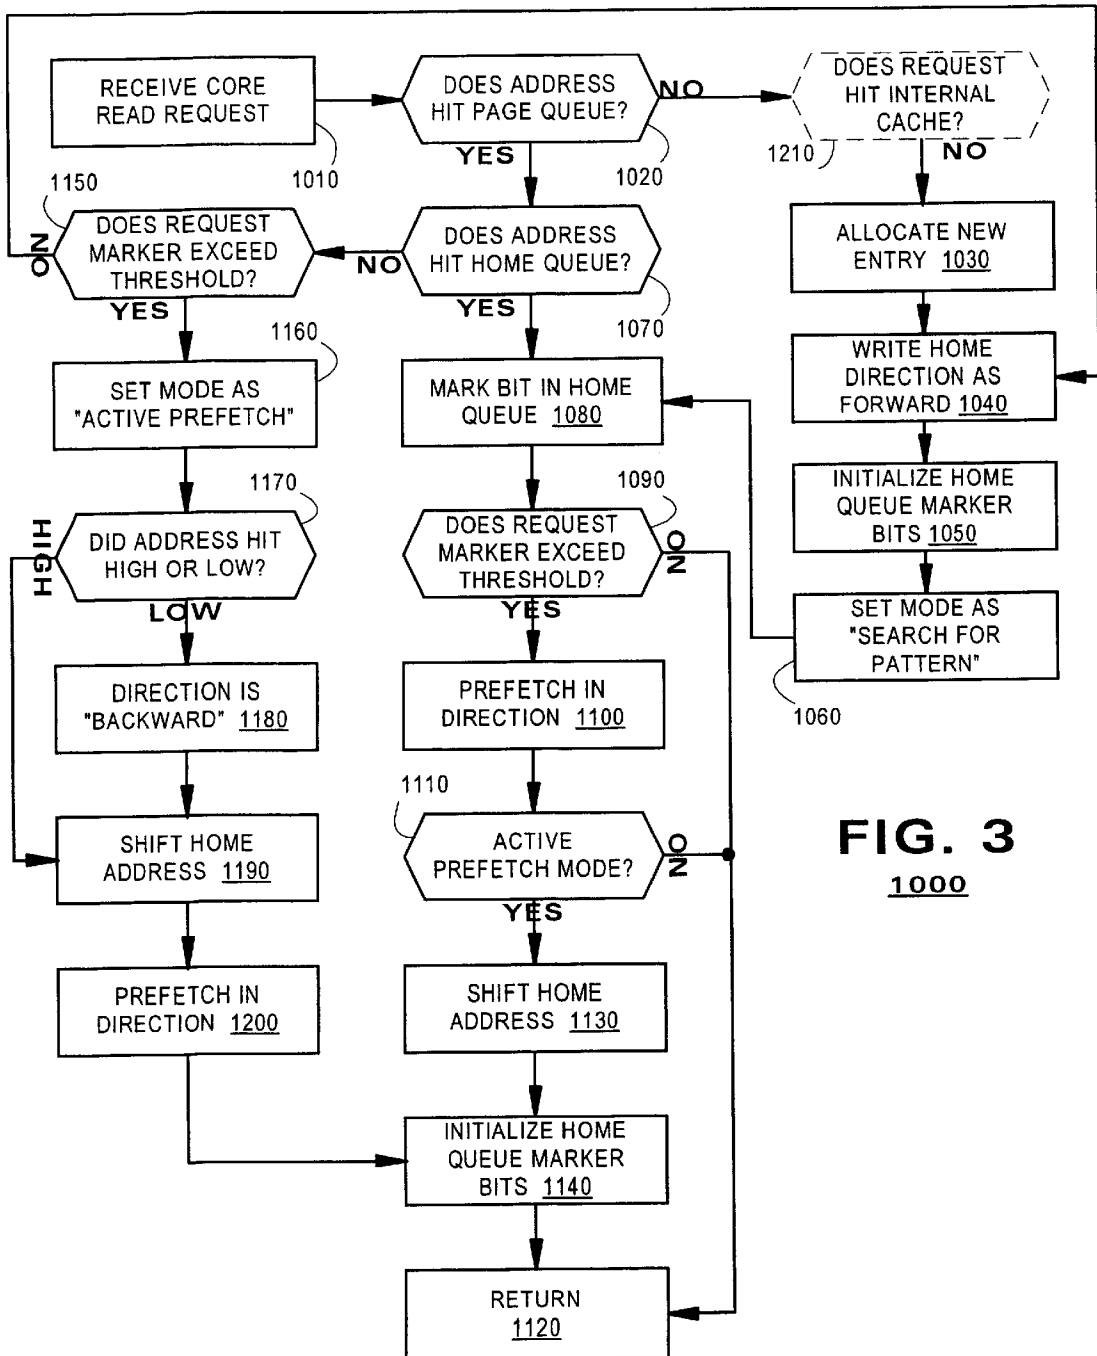 RECEIVE CORE
READ REQUEST
1010
DOES ADDRESS
HIT PAGE QUEUE?
1020
NO
YES
DOES REQUEST
HIT INTERNAL
CACHE?
1210
NO
1150
DOES REQUEST
MARKER EXCEED
THRESHOLD?
NO
YES
DOES ADDRESS
HIT HOME QUEUE?
1070
NO
YES
ALLOCATE NEW
ENTRY 1030
1160
SET MODE AS
"ACTIVE PREFETCH"
MARK BIT IN HOME
QUEUE 1080
WRITE HOME
DIRECTION AS
FORWARD 1040
1170
DID ADDRESS HIT
HIGH OR LOW?
HIGH
LOW
1090
DOES REQUEST
MARKER EXCEED
THRESHOLD?
NO
YES
INITIALIZE HOME
QUEUE MARKER
BITS 1050
SET MODE AS
"SEARCH FOR
PATTERN"
1060
DIRECTION IS
"BACKWARD" 1180
PREFETCH IN
DIRECTION 1100
SHIFT HOME
ADDRESS 1190
1110
ACTIVE
PREFETCH MODE?
NO
YES
FIG. 3
1000
PREFETCH IN
DIRECTION 1200
SHIFT HOME
ADDRESS 1130
INITIALIZE HOME
QUEUE MARKER
BITS 1140
RETURN
1120